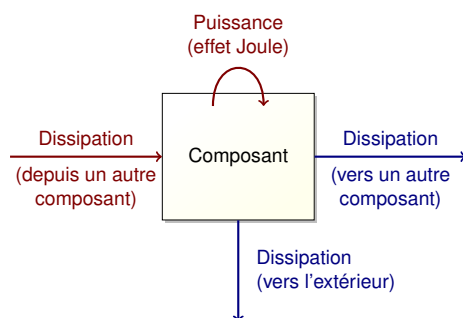 Puissance
(effet Joule)
Dissipation
(depuis un autre
composant)
Composant
Dissipation
(vers un autre
composant)
Dissipation
(vers l'extérieur)